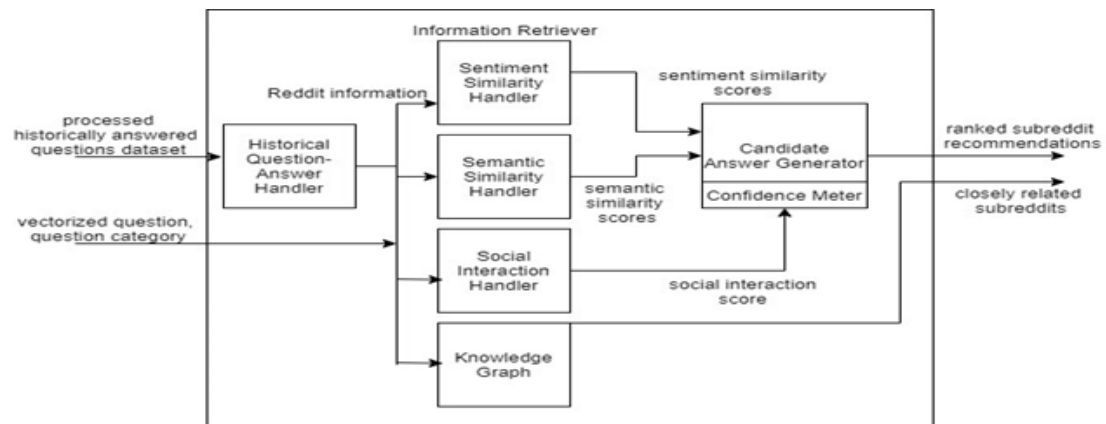 Information Retriever
Reddit information
processed
historically answered
questions dataset
vectorized question,
question category
Historical
Question-
Answer
Handler
Sentiment
Similarity
Handler
Semantic
Similarity
Handler
Social
Interaction
Handler
Knowledge
Graph
sentiment similarity
scores
semantic
similarity
scores
social interaction
score
Candidate
Answer Generator
Confidence Meter
ranked subreddit
recommendations
closely related
subreddits